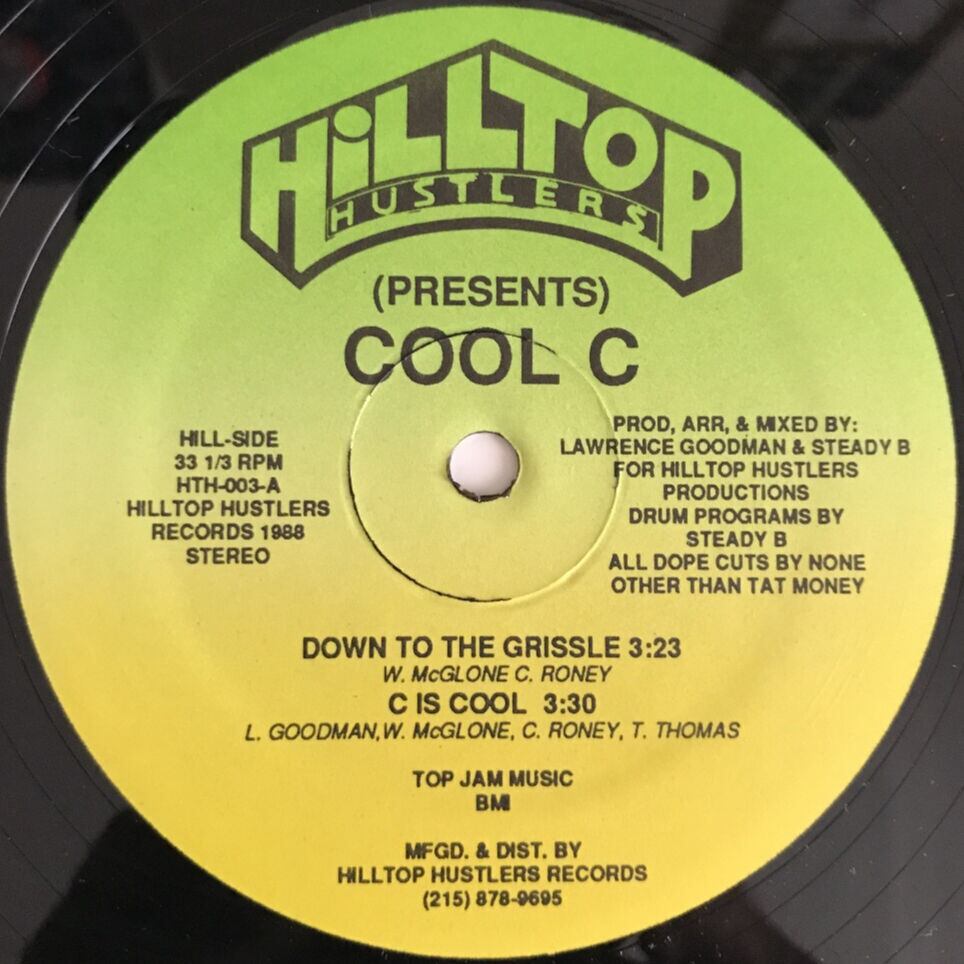 HiLLTOP
HUSTLERS
(PRESENTS)
COOL C
HILL-SIDE
33 1/3 RPM
HTH-003-A
HILLTOP HUSTLERS
RECORDS 1988
STEREO
PROD, ARR, & MIXED BY:
LAWRENCE GOODMAN & STEADY B
FOR HILLTOP HUSTLERS
PRODUCTIONS
DRUM PROGRAMS BY
STEADY B
ALL DOPE CUTS BY NONE
OTHER THAN TAT MONEY
DOWN TO THE GRISSLE 3:23
W. McGLONE C. RONEY
C IS COOL 3:30
L. GOODMAN,W. McGLONE, C. RONEY, T. THOMAS
TOP JAM MUSIC
BMI
MFGD. & DIST. BY
HILLTOP HUSTLERS RECORDS
(215) 878-9695